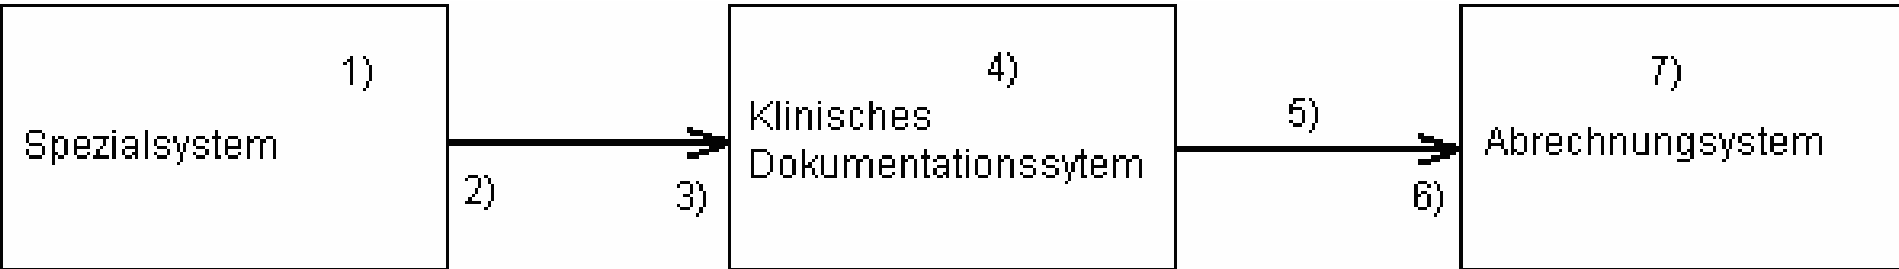 1)
Spezialsystem
2)
3)
4)
Klinisches
Dokumentationssytem
5)
6)
7)
Abrechnungsystem